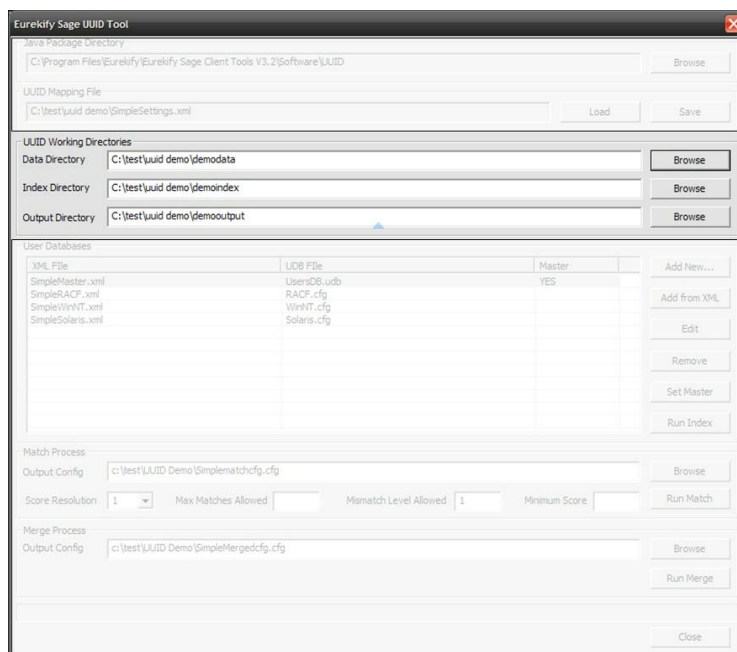 Eurekify Sage UUID Tool
Java Package Directory
C:\Program Files\Eurekify\Eurekify Sage Client Tools V3.2\Software\UUID
Browse
UUID Mapping File
C:\test\uuid demo\SimpleSettings.xml
Load
Save
UUID Working Directories
Data Directory
C:\test\uuid demo\demodata
Browse
Index Directory
C:\test\uuid demo\demoindex
Browse
Output Directory
C:\test\uuid demo\demooutput
Browse
User Databases
XML FIle UDB FIle Master
Add New...
SimpleMaster.xml UsersDB.udb YES
SimpleRACF.xml RACF.cfg
Add from XML
SimpleWinNT.xml WinNT.cfg
SimpleSolaris.xml Solaris.cfg
Edit
Remove
Set Master
Run Index
Match Process
Output Config
c:\test\UUID Demo\Simplematchcfg.cfg
Browse
Score Resolution 1 Max Matches Allowed Mismatch Level Allowed 1 Minimum Score
Run Match
Merge Process
Output Config
c:\test\UUID Demo\SimpleMergedcfg.cfg
Browse
Run Merge
Close